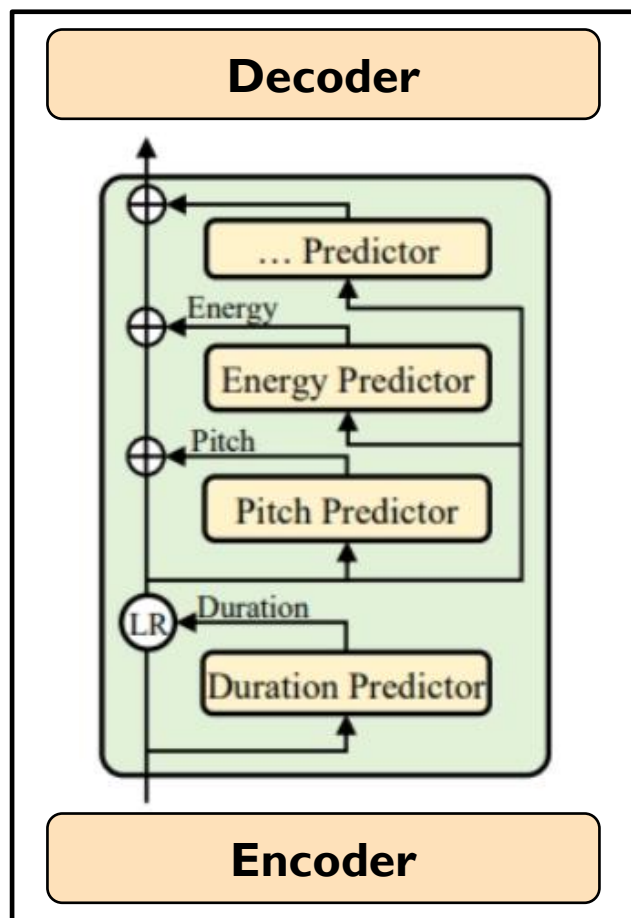 Decoder
... Predictor
Energy
Energy Predictor
Pitch
Pitch Predictor
Duration
LR
Duration Predictor
Encoder